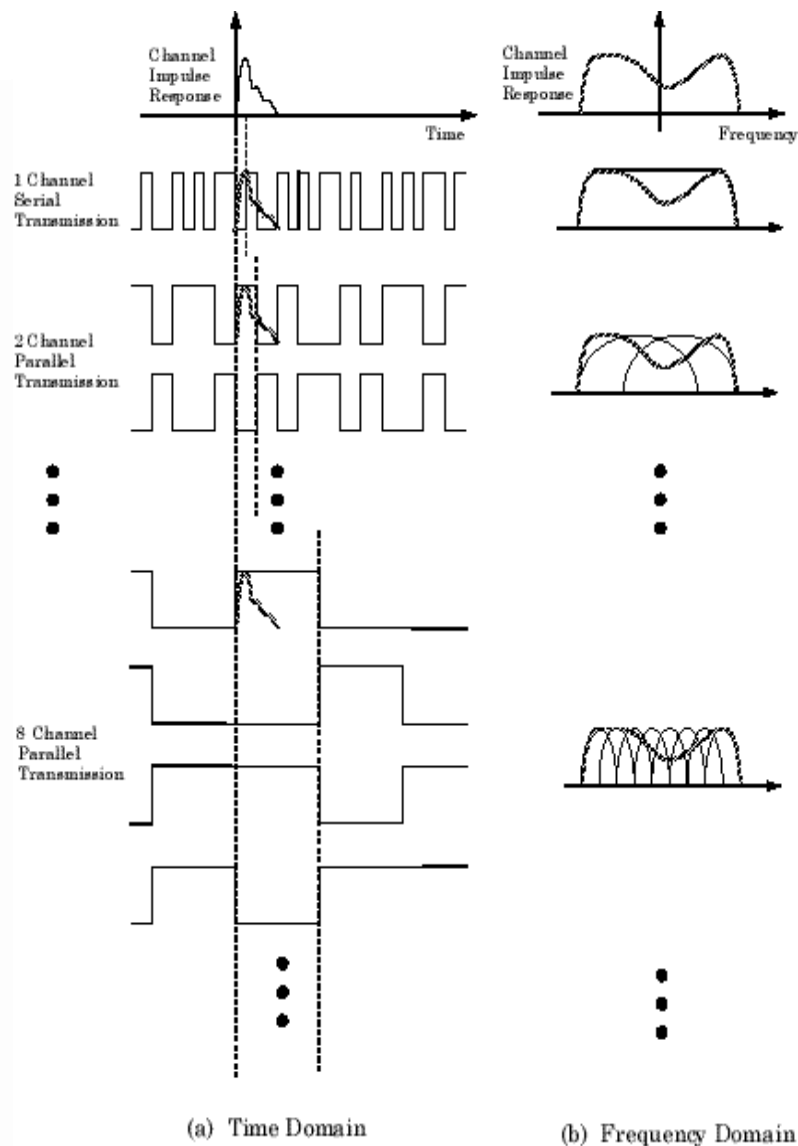 Channel
Impulse
Response
Time
Channel
Impulse
Response
Frequency
1 Channel
Serial
Transmission
2 Channel
Parallel
Transmission
8 Channel
Parallel
Transmission
(a) Time Domain
(b) Frequency Domain